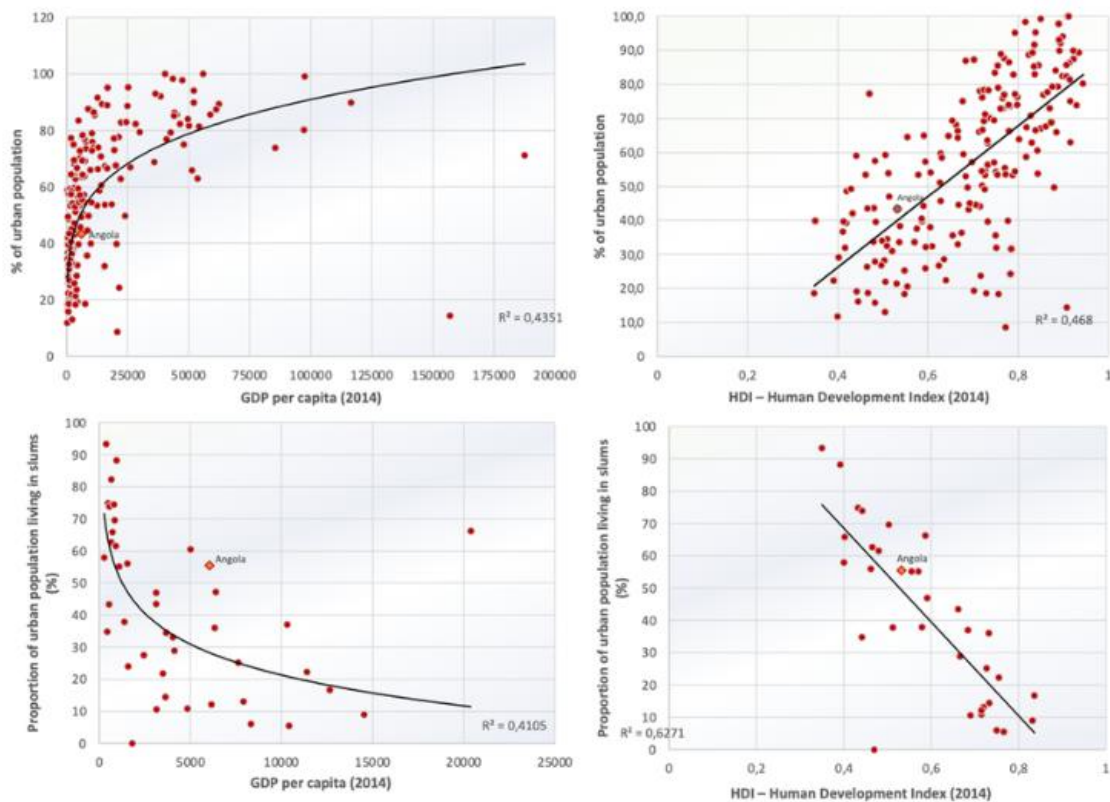 120
100
80
60
40
20
0
% of urban population
Angola
R² = 0,4351
0 25000 50000 75000 100000 125000 150000 175000 200000
GDP per capita (2014)
100,0
90,0
80,0
70,0
60,0
50,0
40,0
30,0
20,0
10,0
0,0
% of urban population
Angola
R² = 0,468
0 0,2 0,4 0,6 0,8 1
HDI – Human Development Index (2014)
100
90
80
70
60
50
40
30
20
10
0
Proportion of urban population living in slums
(%)
Angola
R² = 0,4105
0 5000 10000 15000 20000 25000
GDP per capita (2014)
100
90
80
70
60
50
40
30
20
10
0
Proportion of urban population living in slums
(%)
Angola
R² = 0,6271
0 0,2 0,4 0,6 0,8 1
HDI – Human Development Index (2014)